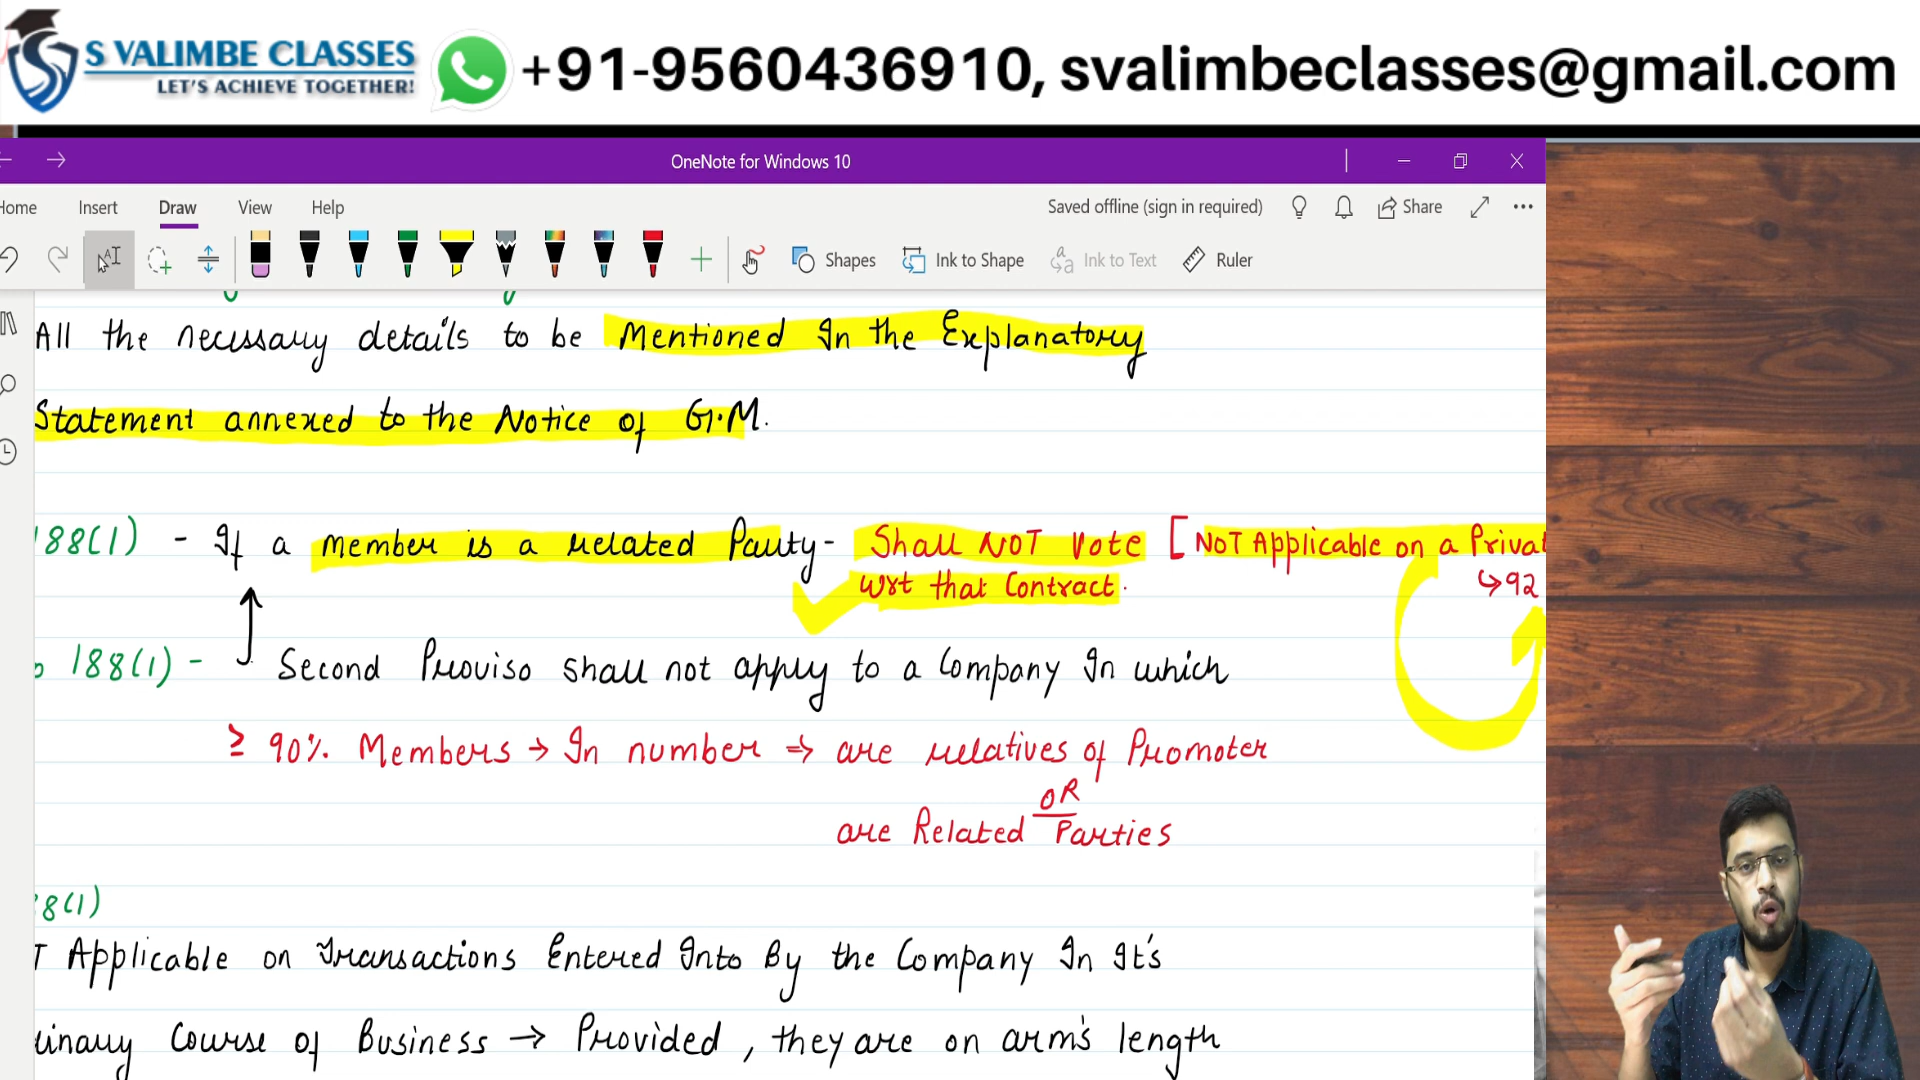 S VALIMBE CLASSES
LET'S ACHIEVE TOGETHER!
+91-9560436910, svalimbeclasses@gmail.com
OneNote for Windows 10
Home Insert Draw View Help
Saved offline (sign in required) Share
Shapes Ink to Shape Ink to Text Ruler
All the necessary details to be Mentioned In the Explanatory
Statement annexed to the Notice of G.M.
188(1) - If a member is a related Party- Shall NOT Vote [NOT Applicable on a Privat
wrt that Contract.
↳92
188(1) - Second Proviso shall not apply to a Company In which
≥ 90% Members → In number ⇒ are relatives of Promoter
OR
are Related Parties
8(1)
T Applicable on Transactions Entered Into By the Company In It's
dinary Course of Business → Provided, they are on arm's length